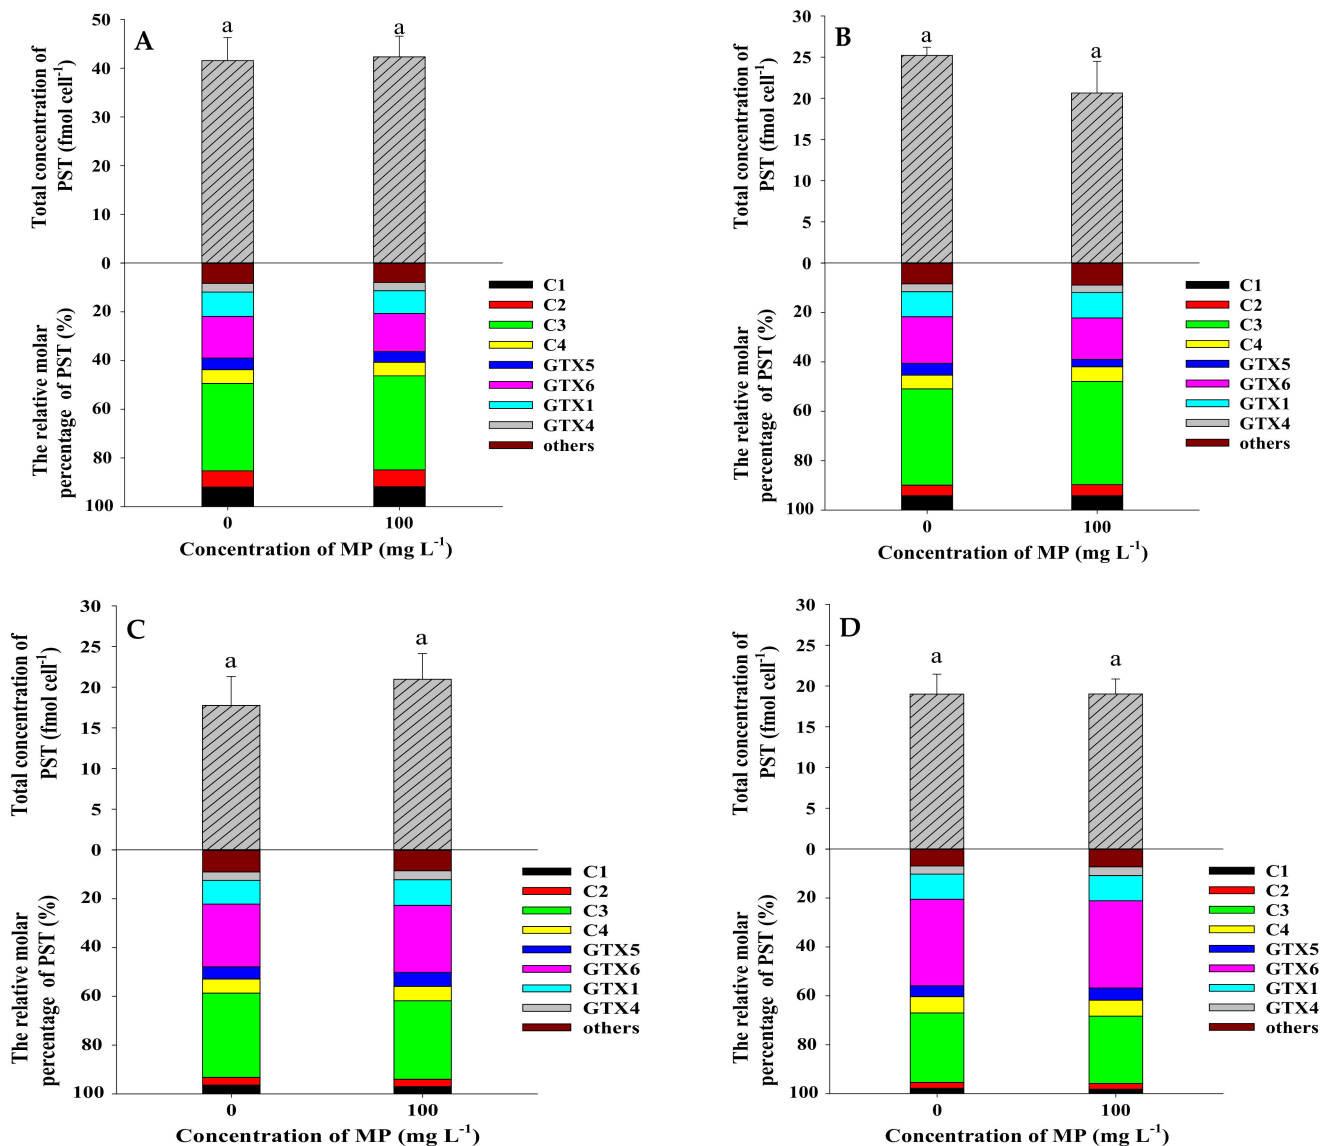 A
a
a
50
40
30
20
10
0
20
40
60
80
100
Total concentration of
PST (fmol cell-1)
The relative molar
percentage of PST (%)
C1
C2
C3
C4
GTX5
GTX6
GTX1
GTX4
others
0
100
Concentration of MP (mg L-1)
B
a
a
30
25
20
15
10
5
0
20
40
60
80
100
Total concentration of
PST (fmol cell-1)
The relative molar
percentage of PST (%)
C1
C2
C3
C4
GTX5
GTX6
GTX1
GTX4
others
0
100
Concentration of MP (mg L-1)
C
a
a
30
25
20
15
10
5
0
20
40
60
80
100
Total concentration of
PST (fmol cell-1)
The relative molar
percentage of PST (%)
C1
C2
C3
C4
GTX5
GTX6
GTX1
GTX4
others
0
100
Concentration of MP (mg L-1)
D
a
a
30
25
20
15
10
5
0
20
40
60
80
100
Total concentration of
PST (fmol cell-1)
The relative molar
percentage of PST (%)
C1
C2
C3
C4
GTX5
GTX6
GTX1
GTX4
others
0
100
Concentration of MP (mg L-1)